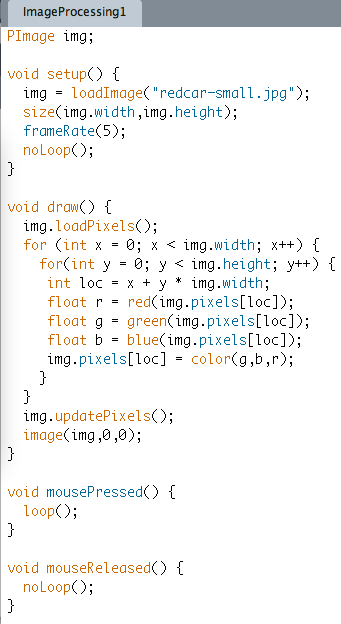 ImageProcessing1
PImage img;

void setup() {
  img = loadImage("redcar-small.jpg");
  size(img.width,img.height);
  frameRate(5);
  noLoop();
}

void draw() {
  img.loadPixels();
  for (int x = 0; x < img.width; x++) {
    for(int y = 0; y < img.height; y++) {
     int loc = x + y * img.width;
     float r = red(img.pixels[loc]);
     float g = green(img.pixels[loc]);
     float b = blue(img.pixels[loc]);
     img.pixels[loc] = color(g,b,r);
    }
  }
  img.updatePixels();
  image(img,0,0);
}

void mousePressed() {
  loop();
}

void mouseReleased() {
  noLoop();
}